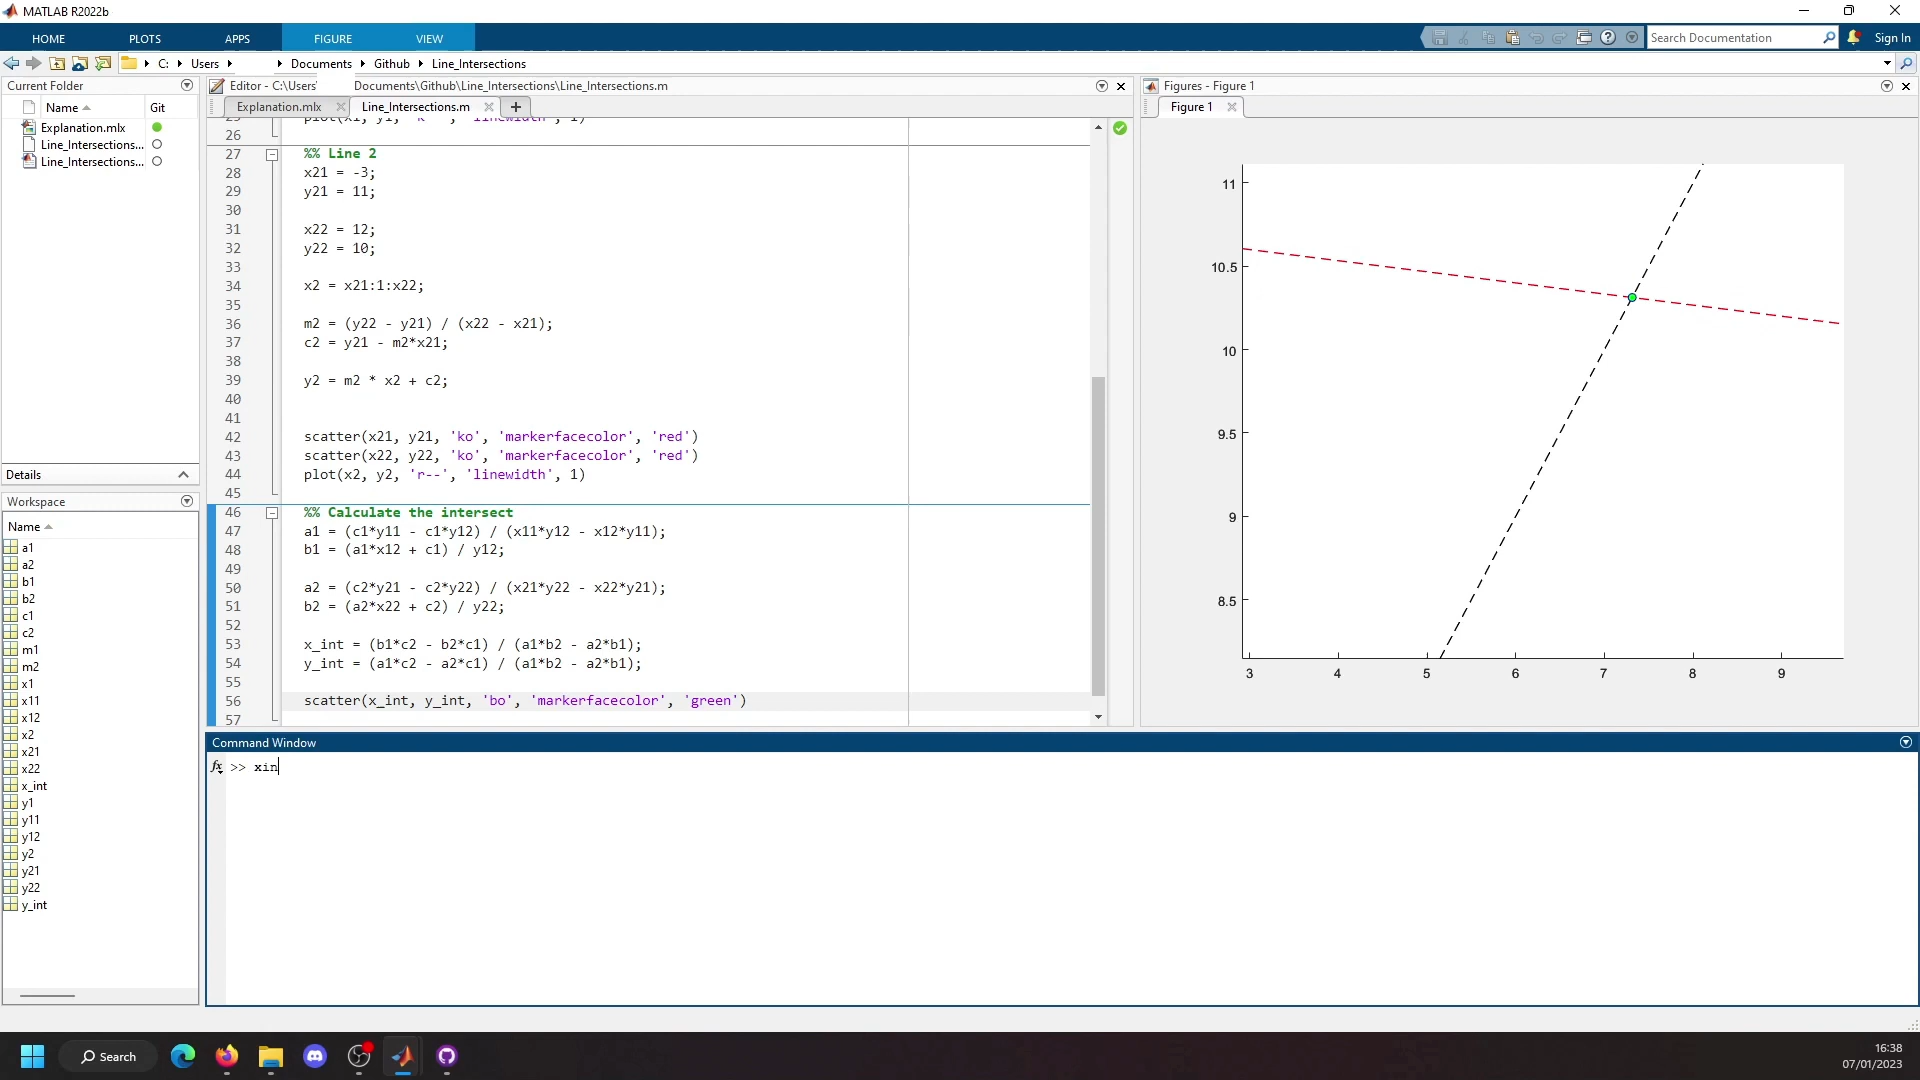 MATLAB R2022b
HOME PLOTS APPS FIGURE VIEW
Search Documentation
Sign In
C: Users Documents Github Line_Intersections
Current Folder
Name Git
Explanation.mlx
Line_Intersections...
Line_Intersections...
Details
Workspace
Name
a1
a2
b1
b2
c1
c2
m1
m2
x1
x11
x12
x2
x21
x22
x_int
y1
y11
y12
y2
y21
y22
y_int
Editor - C:\Users' Documents\Github\Line_Intersections\Line_Intersections.m
Explanation.mlx Line_Intersections.m
26
27 %% Line 2
28 x21 = -3;
29 y21 = 11;
30
31 x22 = 12;
32 y22 = 10;
33
34 x2 = x21:1:x22;
35
36 m2 = (y22 - y21) / (x22 - x21);
37 c2 = y21 - m2*x21;
38
39 y2 = m2 * x2 + c2;
40
41
42 scatter(x21, y21, 'ko', 'markerfacecolor', 'red')
43 scatter(x22, y22, 'ko', 'markerfacecolor', 'red')
44 plot(x2, y2, 'r--', 'linewidth', 1)
45
46 %% Calculate the intersect
47 a1 = (c1*y11 - c1*y12) / (x11*y12 - x12*y11);
48 b1 = (a1*x12 + c1) / y12;
49
50 a2 = (c2*y21 - c2*y22) / (x21*y22 - x22*y21);
51 b2 = (a2*x22 + c2) / y22;
52
53 x_int = (b1*c2 - b2*c1) / (a1*b2 - a2*b1);
54 y_int = (a1*c2 - a2*c1) / (a1*b2 - a2*b1);
55
56 scatter(x_int, y_int, 'bo', 'markerfacecolor', 'green')
57
Figures - Figure 1
Figure 1
11
10.5
10
9.5
9
8.5
3 4 5 6 7 8 9
Command Window
fx >> xin
Search
16:38
07/01/2023